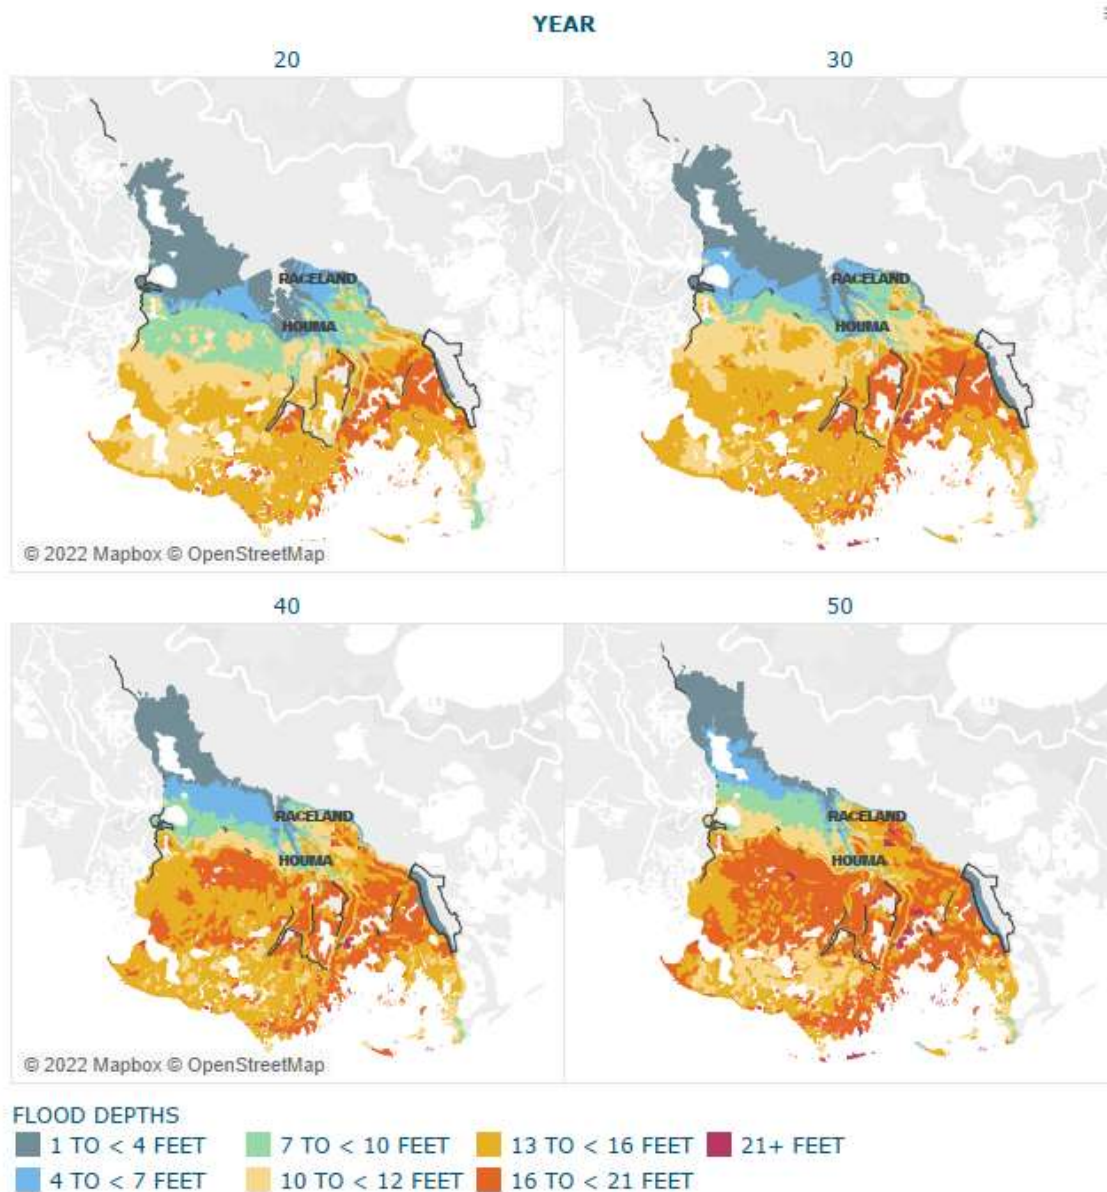 YEAR
20
30
RACELAND
HOUMA
RACELAND
HOUMA
© 2022 Mapbox © OpenStreetMap
40
50
RACELAND
HOUMA
RACELAND
HOUMA
© 2022 Mapbox © OpenStreetMap
FLOOD DEPTHS
1 TO < 4 FEET
7 TO < 10 FEET
13 TO < 16 FEET
21+ FEET
4 TO < 7 FEET
10 TO < 12 FEET
16 TO < 21 FEET